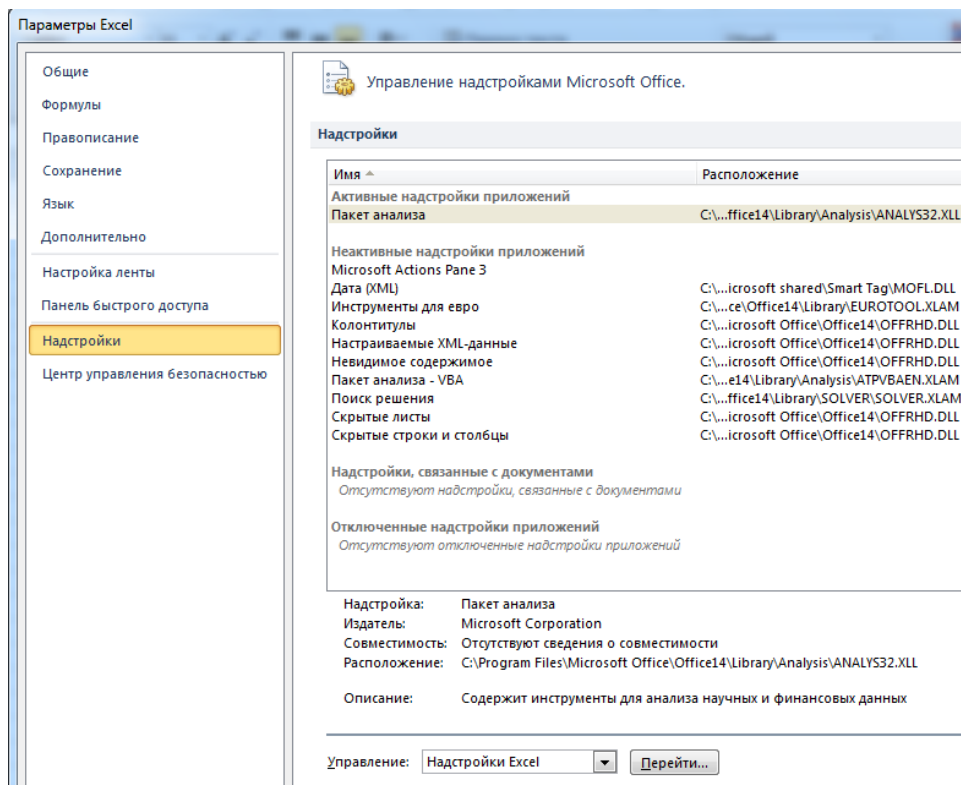 Параметры Excel
Общие
Формулы
Правописание
Сохранение
Язык
Дополнительно
Настройка ленты
Панель быстрого доступа
Надстройки
Центр управления безопасностью
Управление надстройками Microsoft Office.
Надстройки
Имя Расположение
Активные надстройки приложений
Пакет анализа C:\...ffice14\Library\Analysis\ANALYS32.XLL
Неактивные надстройки приложений
Microsoft Actions Pane 3
Дата (XML) C:\...icrosoft shared\Smart Tag\MOFL.DLL
Инструменты для евро C:\...ce\Office14\Library\EUROTOOL.XLAM
Колонтитулы C:\...icrosoft Office\Office14\OFFRHD.DLL
Настраиваемые XML-данные C:\...icrosoft Office\Office14\OFFRHD.DLL
Невидимое содержимое C:\...icrosoft Office\Office14\OFFRHD.DLL
Пакет анализа - VBA C:\...e14\Library\Analysis\ATPVBAEN.XLAM
Поиск решения C:\...ffice14\Library\SOLVER\SOLVER.XLAM
Скрытые листы C:\...icrosoft Office\Office14\OFFRHD.DLL
Скрытые строки и столбцы C:\...icrosoft Office\Office14\OFFRHD.DLL
Надстройки, связанные с документами
Отсутствуют надстройки, связанные с документами
Отключенные надстройки приложений
Отсутствуют отключенные надстройки приложений
Надстройка: Пакет анализа
Издатель: Microsoft Corporation
Совместимость: Отсутствуют сведения о совместимости
Расположение: C:\Program Files\Microsoft Office\Office14\Library\Analysis\ANALYS32.XLL
Описание: Содержит инструменты для анализа научных и финансовых данных
Управление: Надстройки Excel Перейти...